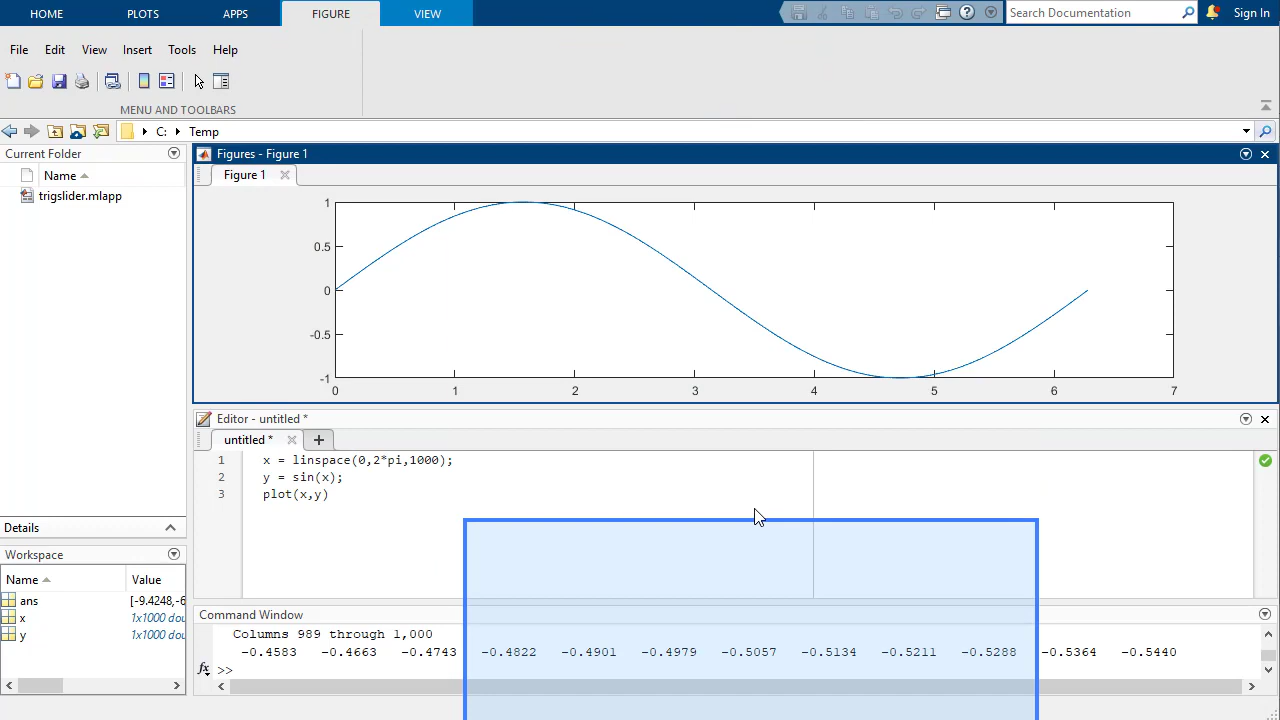 HOME PLOTS APPS FIGURE VIEW Search Documentation Sign In
File Edit View Insert Tools Help
MENU AND TOOLBARS
C: Temp
Current Folder
Name
trigslider.mlapp
Details
Workspace
Name Value
ans [-9.4248,-6
x 1x1000 dou
y 1x1000 dou
Figures - Figure 1
Figure 1
1
0.5
0
-0.5
-1
0 1 2 3 4 5 6 7
Editor - untitled *
untitled *
1 x = linspace(0,2*pi,1000);
2 y = sin(x);
3 plot(x,y)
Command Window
Columns 989 through 1,000
-0.4583 -0.4663 -0.4743 -0.4822 -0.4901 -0.4979 -0.5057 -0.5134 -0.5211 -0.5288 -0.5364 -0.5440
fx >>